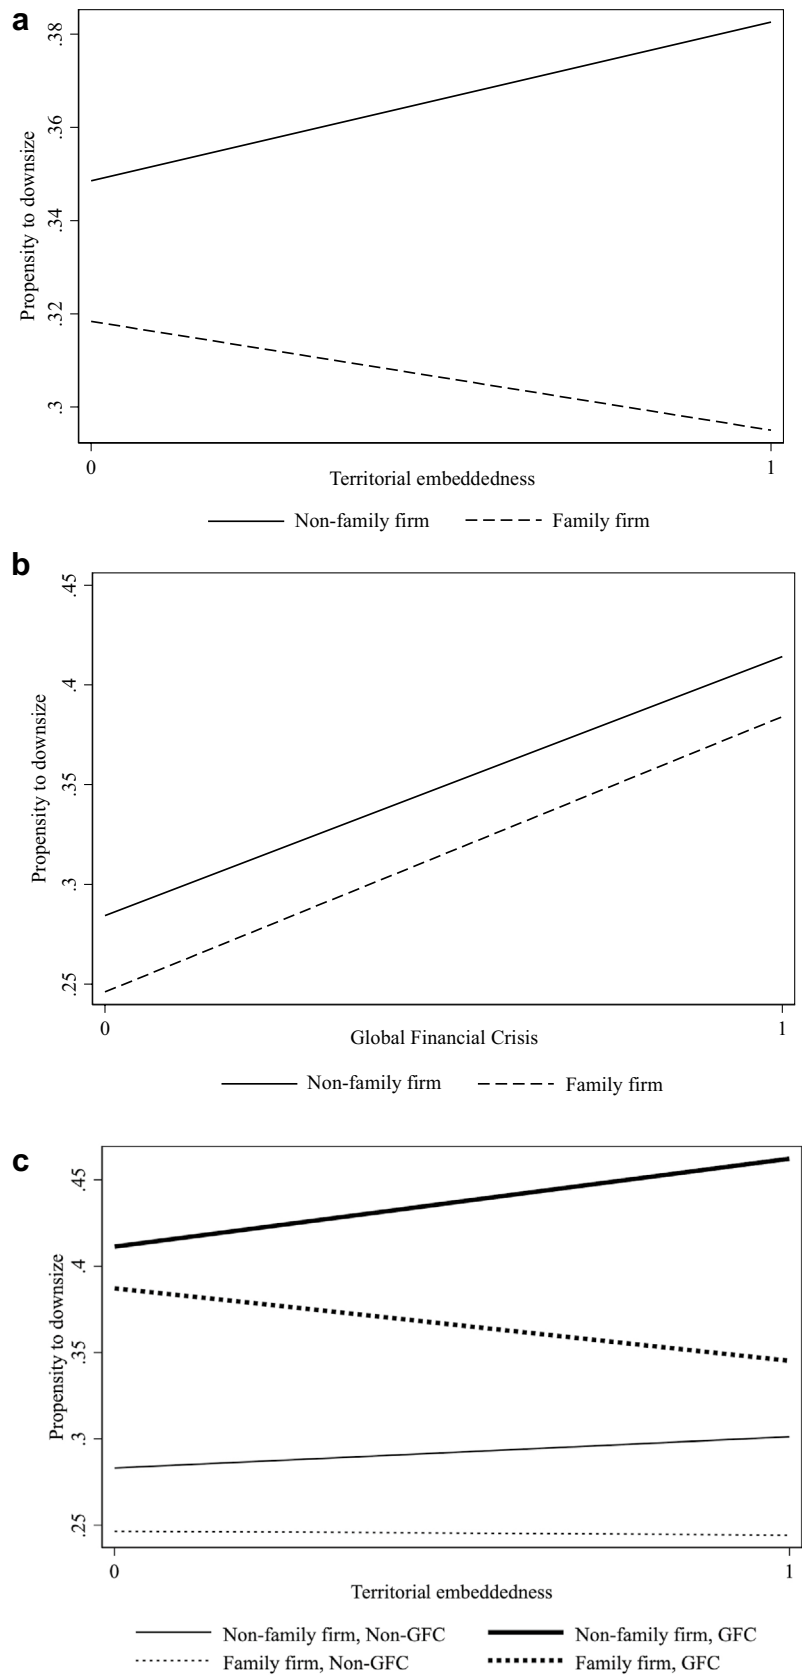 a
.38
.36
.34
.32
.3
Propensity to downsize
0 1
Territorial embeddedness
Non-family firm Family firm
b
.45
.4
.35
.3
.25
Propensity to downsize
0 1
Global Financial Crisis
Non-family firm Family firm
c
.45
.4
.35
.3
.25
Propensity to downsize
0 1
Territorial embeddedness
Non-family firm, Non-GFC Non-family firm, GFC
Family firm, Non-GFC Family firm, GFC